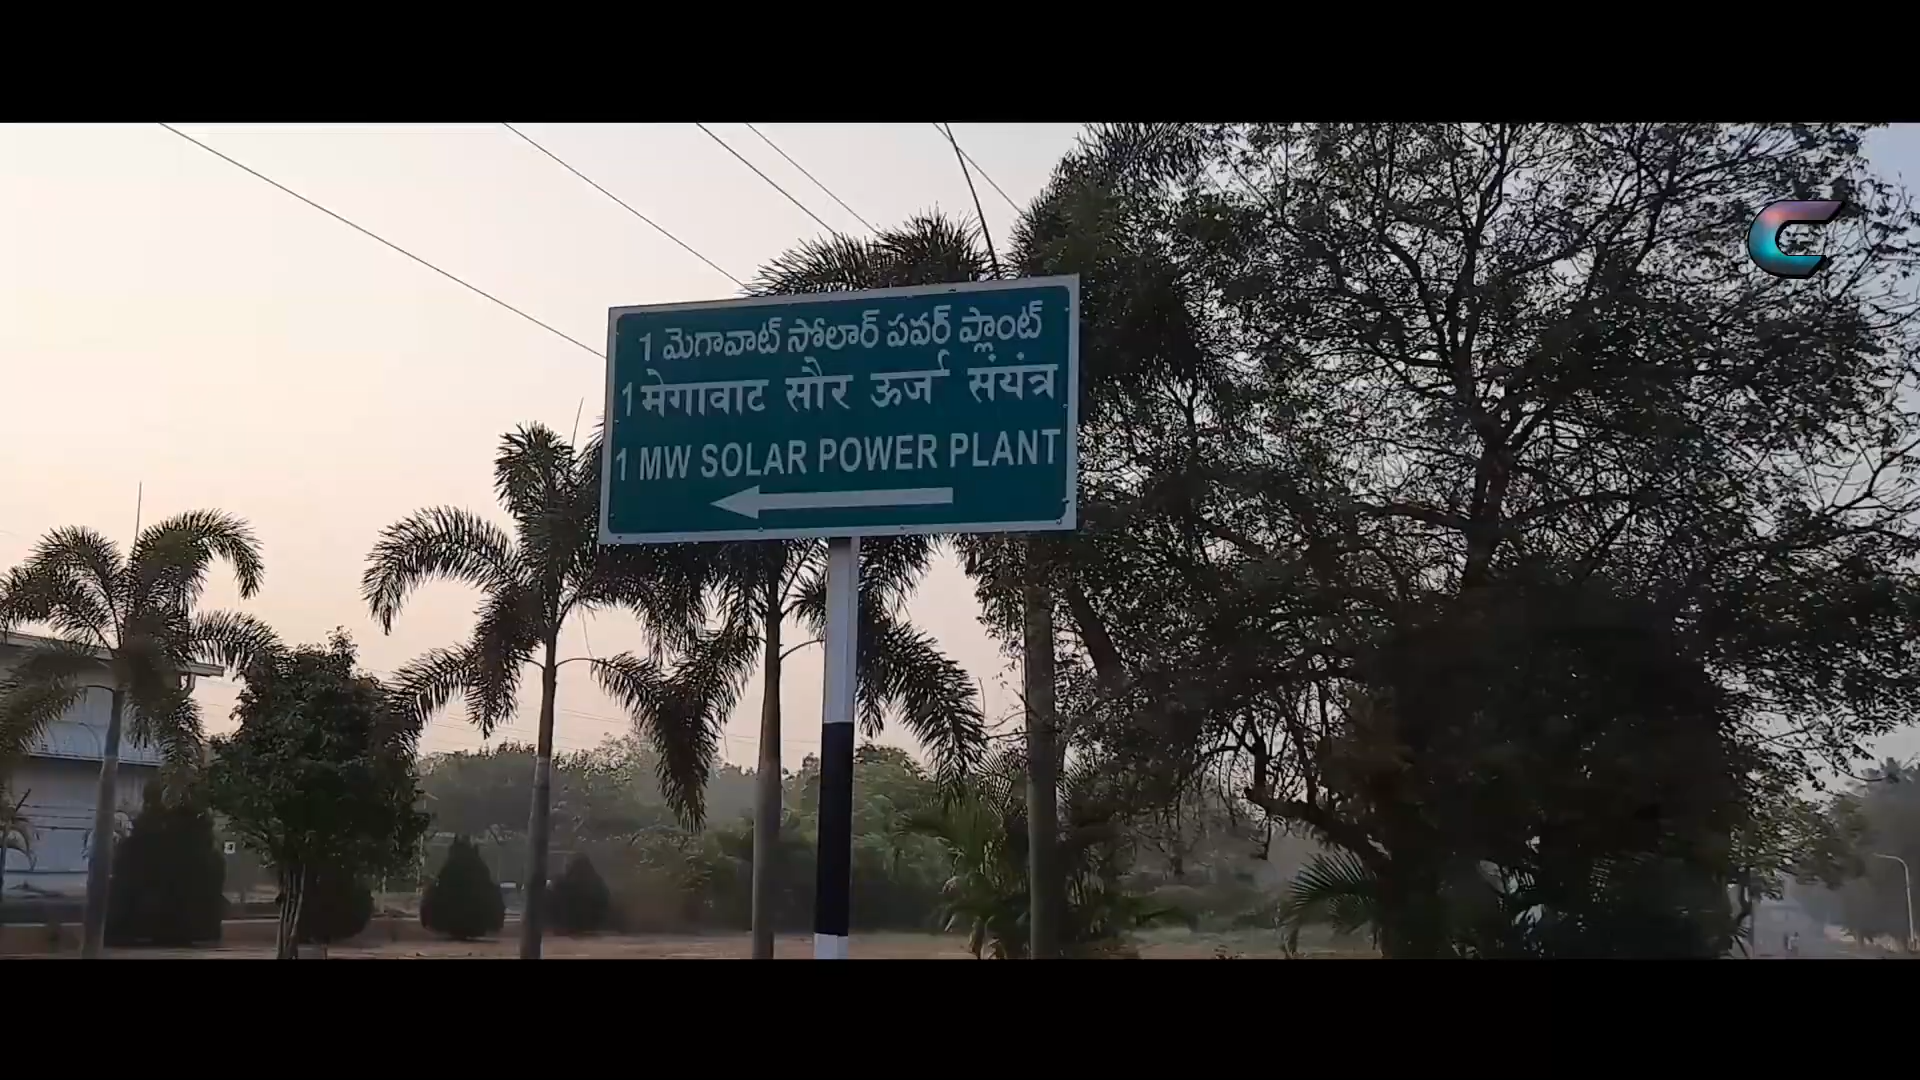 1 మెగావాట్ సోలార్ పవర్ ప్లాంట్
1 मेगावाट सौर ऊर्जा संयंत्र
1 MW SOLAR POWER PLANT